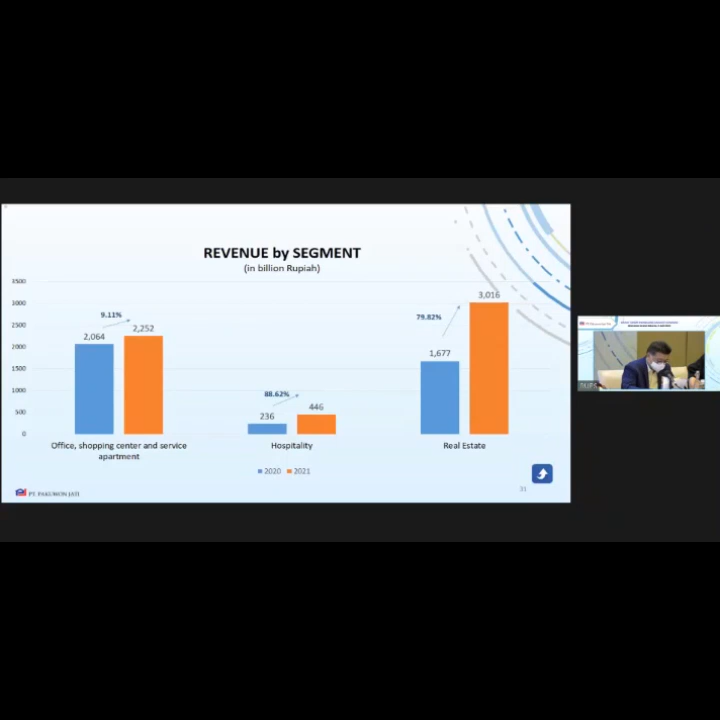 REVENUE by SEGMENT
(in billion Rupiah)
3500
3000
2500
2000
1500
1000
500
0
9.11%
2,064
2,252
88.62%
236
446
79.82%
1,677
3,016
Office, shopping center and service
apartment
Hospitality
Real Estate
2020
2021
PT. PAKUWON JATI
31